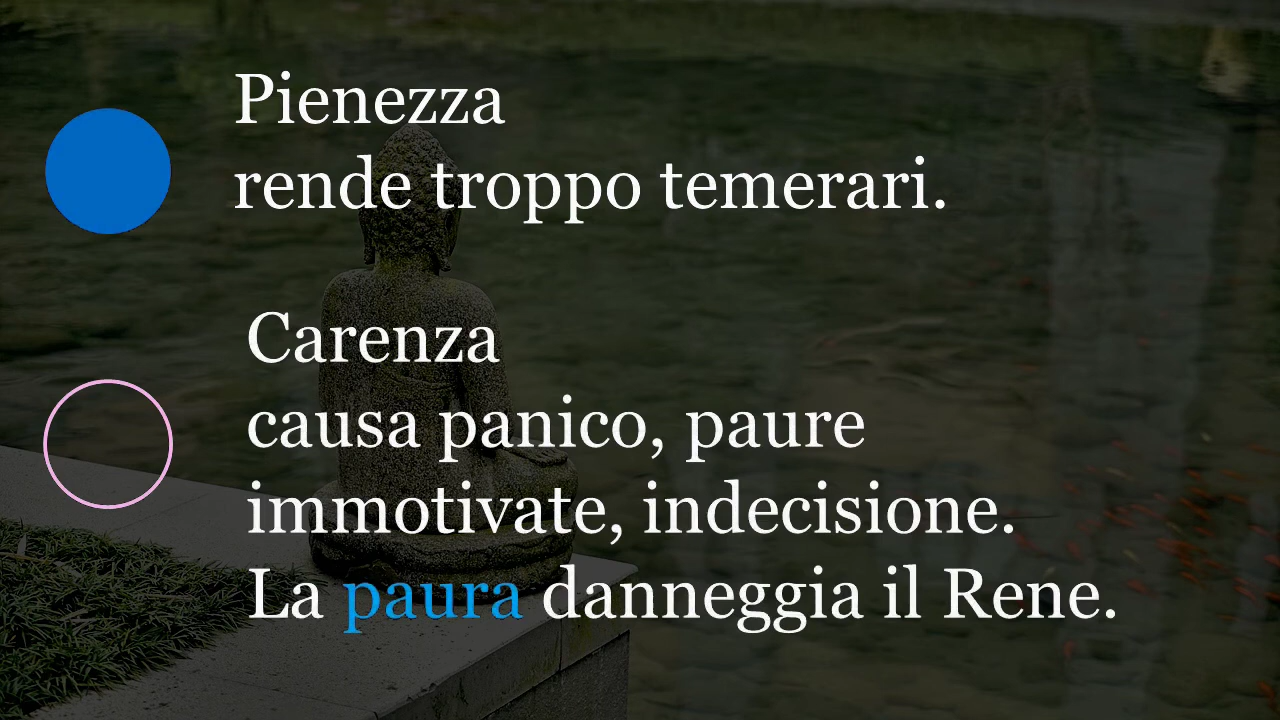 Pienezza
rende troppo temerari.
Carenza
causa panico, paure
immotivate, indecisione.
La paura danneggia il Rene.